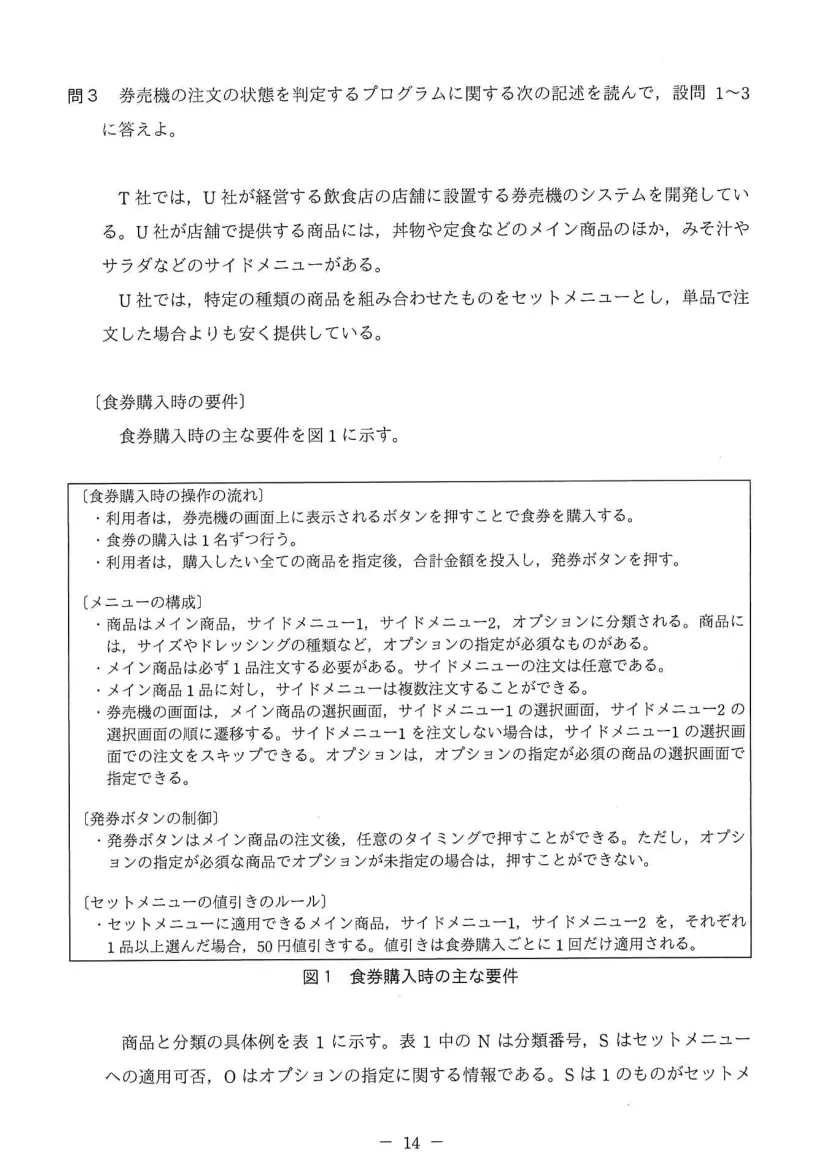 問3 券売機の注文の状態を判定するプログラムに関する次の記述を読んで，設問 1～3
に答えよ。
T 社では，U 社が経営する飲食店の店舗に設置する券売機のシステムを開発してい
る。U 社が店舗で提供する商品には，丼物や定食などのメイン商品のほか，みそ汁や
サラダなどのサイドメニューがある。
U 社では，特定の種類の商品を組み合わせたものをセットメニューとし，単品で注
文した場合よりも安く提供している。
〔食券購入時の要件〕
食券購入時の主な要件を図 1 に示す。
〔食券購入時の操作の流れ〕
・利用者は，券売機の画面上に表示されるボタンを押すことで食券を購入する。
・食券の購入は 1 名ずつ行う。
・利用者は，購入したい全ての商品を指定後，合計金額を投入し，発券ボタンを押す。
〔メニューの構成〕
・商品はメイン商品，サイドメニュー1，サイドメニュー2，オプションに分類される。商品に
は，サイズやドレッシングの種類など，オプションの指定が必須なものがある。
・メイン商品は必ず 1 品注文する必要がある。サイドメニューの注文は任意である。
・メイン商品 1 品に対し，サイドメニューは複数注文することができる。
・券売機の画面は，メイン商品の選択画面，サイドメニュー1 の選択画面，サイドメニュー2 の
選択画面の順に遷移する。サイドメニュー1 を注文しない場合は，サイドメニュー1 の選択画
面での注文をスキップできる。オプションは，オプションの指定が必須の商品の選択画面で
指定できる。
〔発券ボタンの制御〕
・発券ボタンはメイン商品の注文後，任意のタイミングで押すことができる。ただし，オプシ
ョンの指定が必須な商品でオプションが未指定の場合は，押すことができない。
〔セットメニューの値引きのルール〕
・セットメニューに適用できるメイン商品，サイドメニュー1，サイドメニュー2 を，それぞれ
1 品以上選んだ場合，50 円値引きする。値引きは食券購入ごとに 1 回だけ適用される。
図 1 食券購入時の主な要件
商品と分類の具体例を表 1 に示す。表 1 中の N は分類番号，S はセットメニュー
への適用可否，O はオプションの指定に関する情報である。S は 1 のものがセットメ
－ 14 －